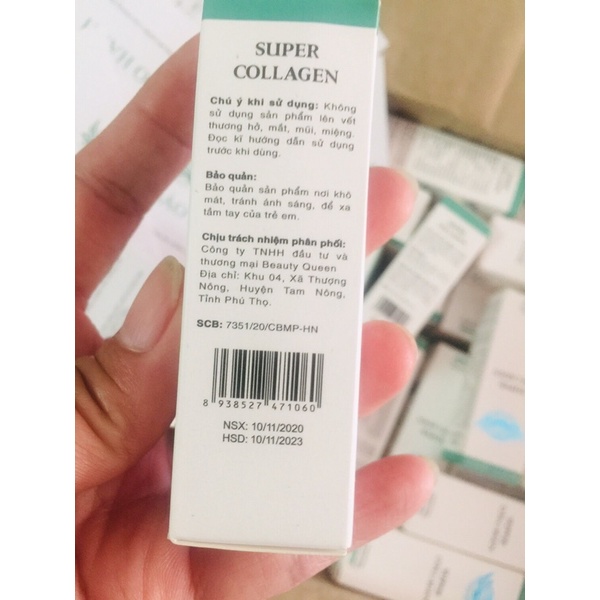 SUPER
COLLAGEN
Chú ý khi sử dụng: Không
sử dụng sản phẩm lên vết
thương hở, mắt, mũi, miệng.
Đọc kĩ hướng dẫn sử dụng
trước khi dùng.
Bảo quản:
Bảo quản sản phẩm nơi khô
mát, tránh ánh sáng, để xa
tầm tay của trẻ em.
Chịu trách nhiệm phân phối:
Công ty TNHH đầu tư và
thương mại Beauty Queen
Địa chỉ: Khu 04, Xã Thượng
Nông, Huyện Tam Nông,
Tỉnh Phú Thọ.
SCB: 7351/20/CBMP-HN
8 938527 471060
NSX: 10/11/2020
HSD: 10/11/2023